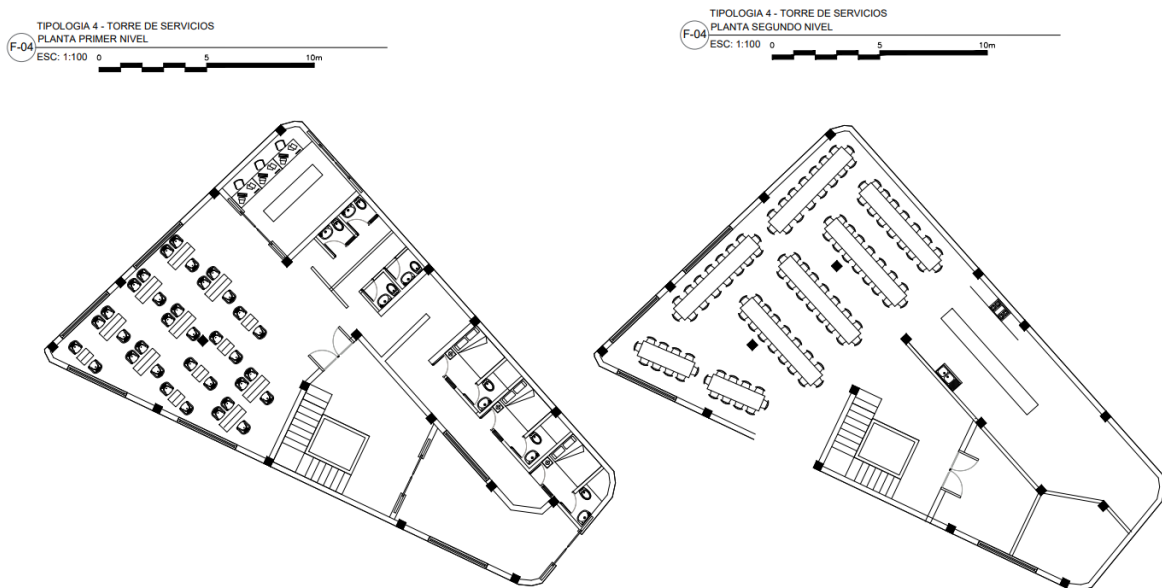 TIPOLOGIA 4 - TORRE DE SERVICIOS
F-04
PLANTA PRIMER NIVEL
ESC: 1:100
0 5 10m
TIPOLOGIA 4 - TORRE DE SERVICIOS
F-04
PLANTA SEGUNDO NIVEL
ESC: 1:100
0 5 10m